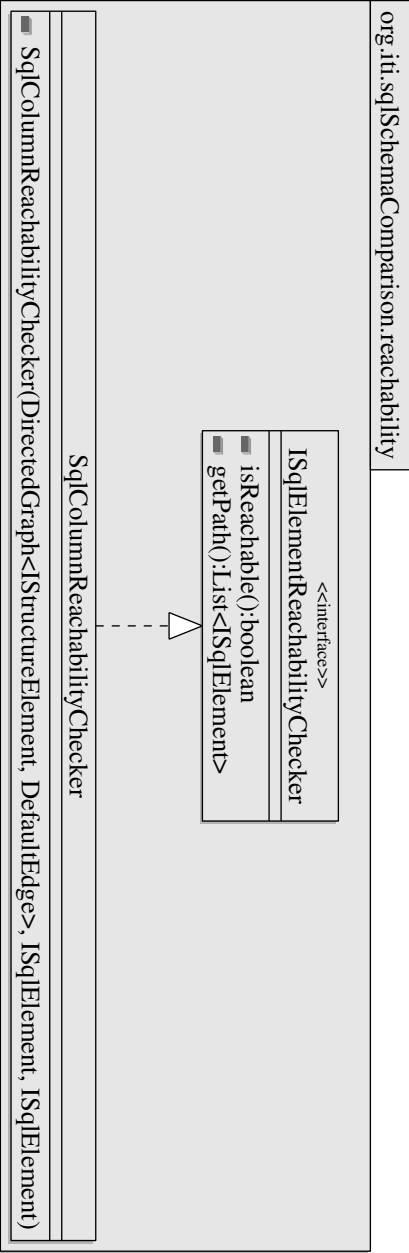 org.iti.sqlSchemaComparison.reachability
<<interface>>
ISqlElementReachabilityChecker
isReachable():boolean
getPath():List<ISqlElement>
SqlColumnReachabilityChecker
SqlColumnReachabilityChecker(DirectedGraph<IStructureElement, DefaultEdge>, ISqlElement, ISqlElement)